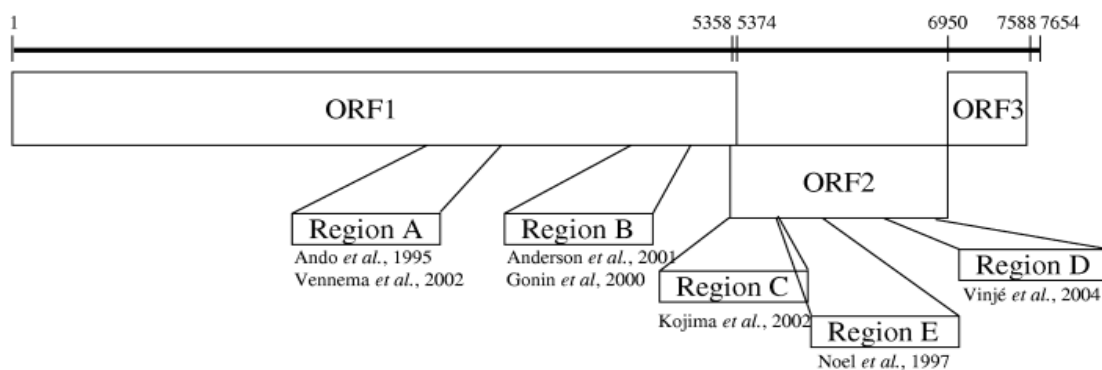 1 5358 5374 6950 7588 7654
ORF1 ORF3
ORF2
Region A
Ando et al., 1995
Vennema et al., 2002
Region B
Anderson et al., 2001
Gonin et al, 2000
Region C
Kojima et al., 2002
Region E
Noel et al., 1997
Region D
Vinjé et al., 2004